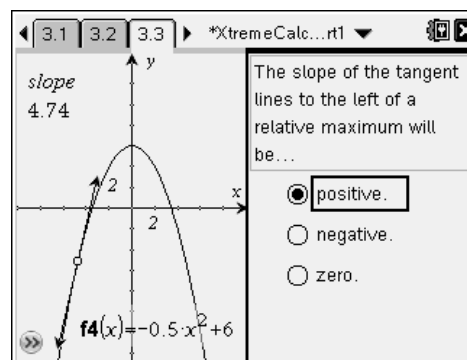 3.1 3.2 3.3 *XtremeCalc...rt1
slope
4.74
y
x
2
2
f4(x)=-0.5·x²+6
The slope of the tangent
lines to the left of a
relative maximum will
be...
positive.
negative.
zero.